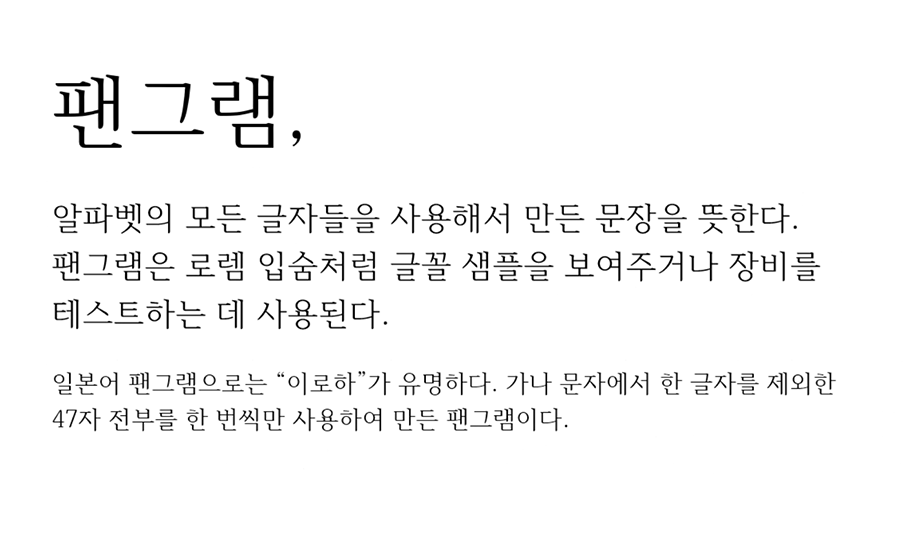 팬그램,
알파벳의 모든 글자들을 사용해서 만든 문장을 뜻한다.
팬그램은 로렘 입숨처럼 글꼴 샘플을 보여주거나 장비를
테스트하는 데 사용된다.
일본어 팬그램으로는 “이로하”가 유명하다. 가나 문자에서 한 글자를 제외한
47자 전부를 한 번씩만 사용하여 만든 팬그램이다.